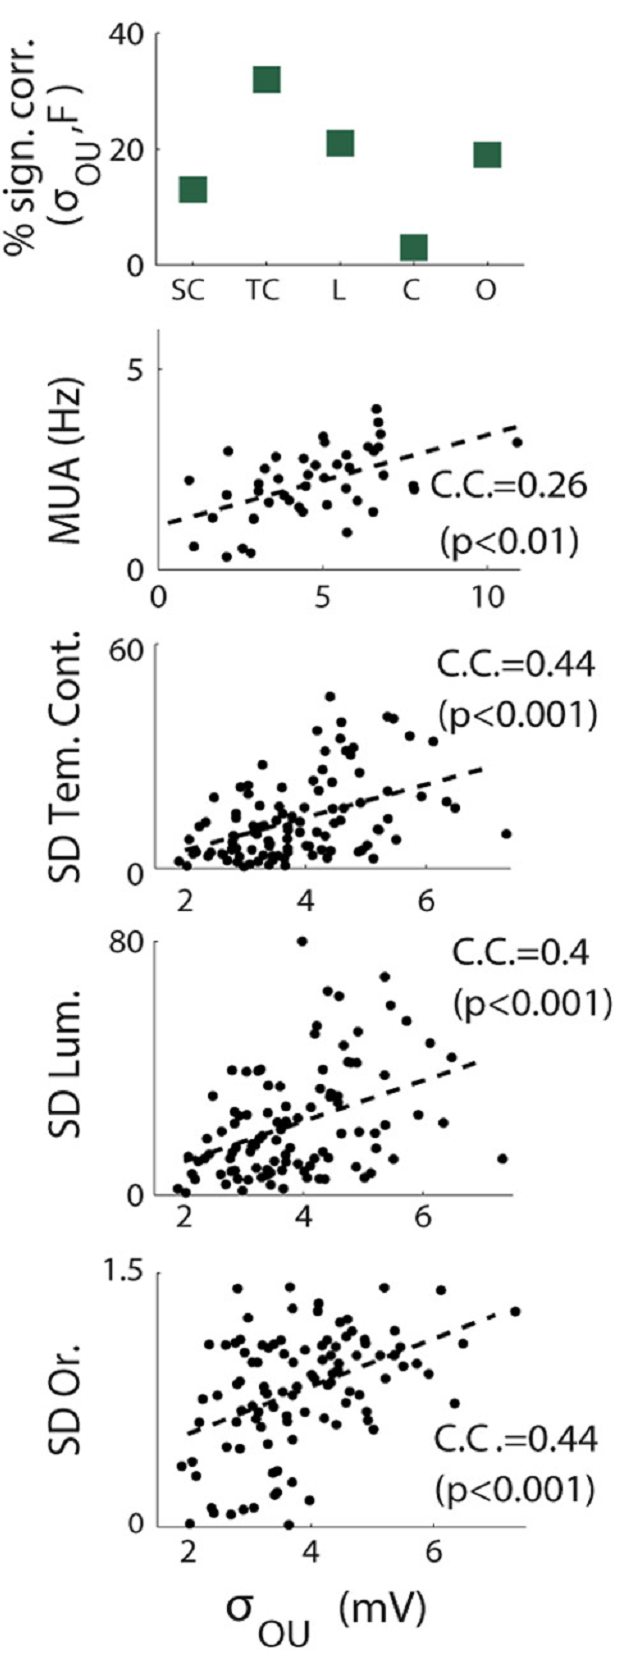 % sign. corr.
(σOU,F )
40
20
0
SC TC L C O
MUA (Hz)
5
0
C.C.=0.26
(p<0.01)
0 5 10
SD Tem. Cont.
60
0
C.C.=0.44
(p<0.001)
2 4 6
SD Lum.
80
0
C.C.=0.4
(p<0.001)
2 4 6
SD Or.
1.5
0
C.C.=0.44
(p<0.001)
2 4 6
σOU (mV)